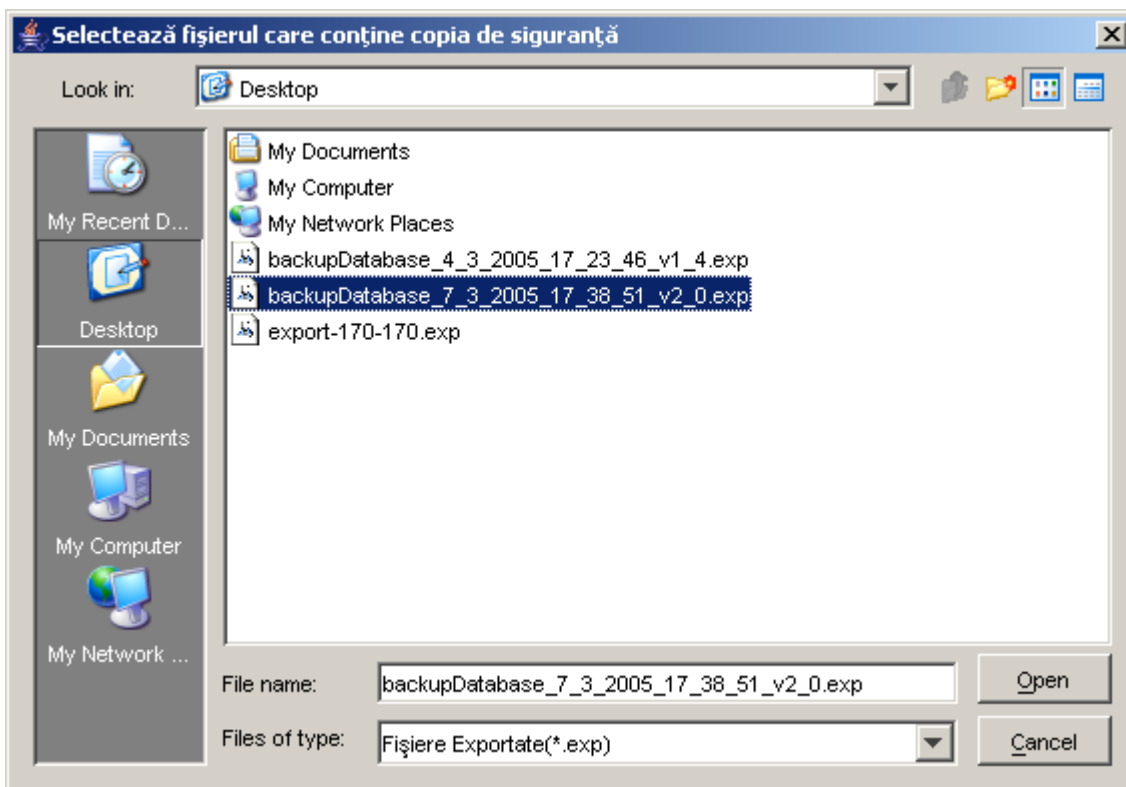 Selectează fişierul care conţine copia de siguranţă
Look in:
Desktop
My Recent D...
Desktop
My Documents
My Computer
My Network ...
My Documents
My Computer
My Network Places
backupDatabase_4_3_2005_17_23_46_v1_4.exp
backupDatabase_7_3_2005_17_38_51_v2_0.exp
export-170-170.exp
File name:
backupDatabase_7_3_2005_17_38_51_v2_0.exp
Open
Files of type:
Fişiere Exportate(*.exp)
Cancel